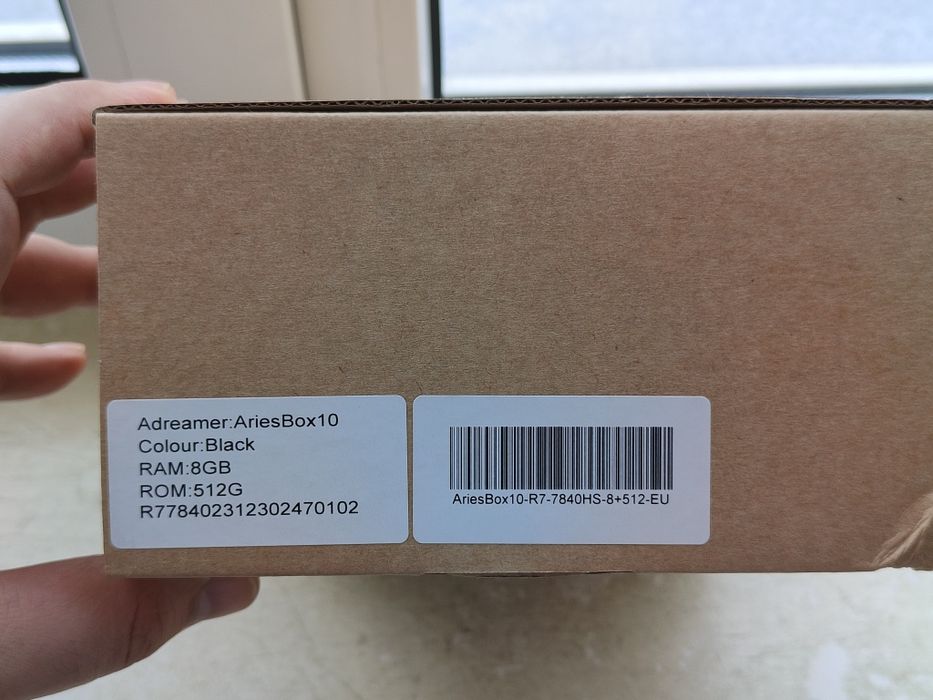 Adreamer:AriesBox10
Colour:Black
RAM:8GB
ROM:512G
R778402312302470102
AriesBox10-R7-7840HS-8+512-EU